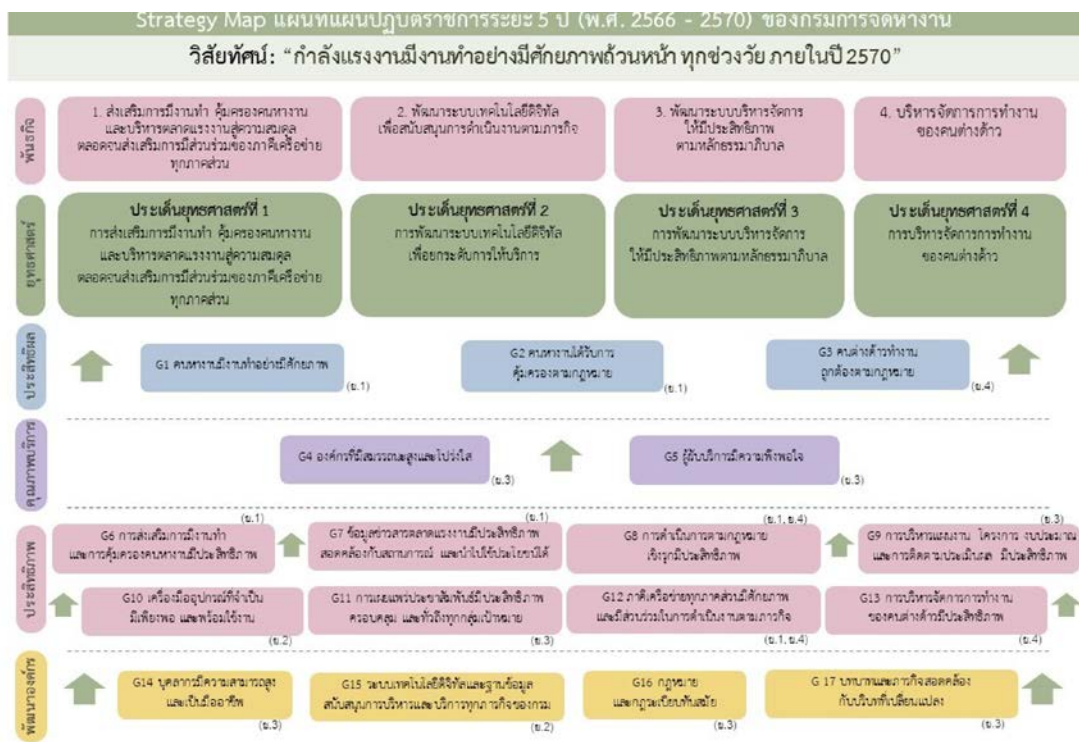 Strategy Map แผนที่แผนปฏิบัติราชการระยะ 5 ปี (พ.ศ. 2566 - 2570) ของกรมการจัดหางาน
วิสัยทัศน์: “กำลังแรงงานมีงานทำอย่างมีศักยภาพถ้วนหน้า ทุกช่วงวัย ภายในปี 2570”
พันธกิจ
1. ส่งเสริมการมีงานทำ คุ้มครองคนหางาน
และบริหารตลาดแรงงานสู่ความสมดุล
ตลอดจนส่งเสริมการมีส่วนร่วมของภาคีเครือข่าย
ทุกภาคส่วน
2. พัฒนาระบบเทคโนโลยีดิจิทัล
เพื่อสนับสนุนการดำเนินงานตามภารกิจ
3. พัฒนาระบบบริหารจัดการ
ให้มีประสิทธิภาพ
ตามหลักธรรมาภิบาล
4. บริหารจัดการการทำงาน
ของคนต่างด้าว
ยุทธศาสตร์
ประเด็นยุทธศาสตร์ที่ 1
การส่งเสริมการมีงานทำ คุ้มครองคนหางาน
และบริหารตลาดแรงงานสู่ความสมดุล
ตลอดจนส่งเสริมการมีส่วนร่วมของภาคีเครือข่าย
ทุกภาคส่วน
ประเด็นยุทธศาสตร์ที่ 2
การพัฒนาระบบเทคโนโลยีดิจิทัล
เพื่อยกระดับการให้บริการ
ประเด็นยุทธศาสตร์ที่ 3
การพัฒนาระบบบริหารจัดการ
ให้มีประสิทธิภาพตามหลักธรรมาภิบาล
ประเด็นยุทธศาสตร์ที่ 4
การบริหารจัดการการทำงาน
ของคนต่างด้าว
ประสิทธิผล
G1 คนหางานมีงานทำอย่างมีศักยภาพ
(ย.1)
G2 คนหางานได้รับการ
คุ้มครองตามกฎหมาย
(ย.1)
G3 คนต่างด้าวทำงาน
ถูกต้องตามกฎหมาย
(ย.4)
คุณภาพบริการ
G4 องค์กรที่มีสมรรถนะสูงและโปร่งใส
(ย.3)
G5 ผู้รับบริการมีความพึงพอใจ
(ย.3)
ประสิทธิภาพ
(ย.1)
G6 การส่งเสริมการมีงานทำ
และการคุ้มครองคนหางานมีประสิทธิภาพ
(ย.1)
G7 ข้อมูลข่าวสารตลาดแรงงานมีประสิทธิภาพ
สอดคล้องกับสถานการณ์ และนำไปใช้ประโยชน์ได้
(ย.1, ย.4)
G8 การดำเนินการตามกฎหมาย
เชิงรุกมีประสิทธิภาพ
(ย.3)
G9 การบริหารแผนงาน โครงการ งบประมาณ
และการติดตามประเมินผล มีประสิทธิภาพ
G10 เครื่องมืออุปกรณ์ที่จำเป็น
มีเพียงพอ และพร้อมใช้งาน
(ย.2)
G11 การเผยแพร่ประชาสัมพันธ์มีประสิทธิภาพ
ครอบคลุม และทั่วถึงทุกกลุ่มเป้าหมาย
(ย.3)
G12 ภาคีเครือข่ายทุกภาคส่วนมีศักยภาพ
และมีส่วนร่วมในการดำเนินงานตามภารกิจ
(ย.1, ย.4)
G13 การบริหารจัดการการทำงาน
ของคนต่างด้าวมีประสิทธิภาพ
(ย.4)
พัฒนาองค์กร
G14 บุคลากรมีความสามารถสูง
และเป็นมืออาชีพ
(ย.3)
G15 ระบบเทคโนโลยีดิจิทัลและฐานข้อมูล
สนับสนุนการบริหารและบริการทุกภารกิจของกรม
(ย.2)
G16 กฎหมาย
และกฎระเบียบทันสมัย
(ย.3)
G 17 บทบาทและภารกิจสอดคล้อง
กับบริบทที่เปลี่ยนแปลง
(ย.3)